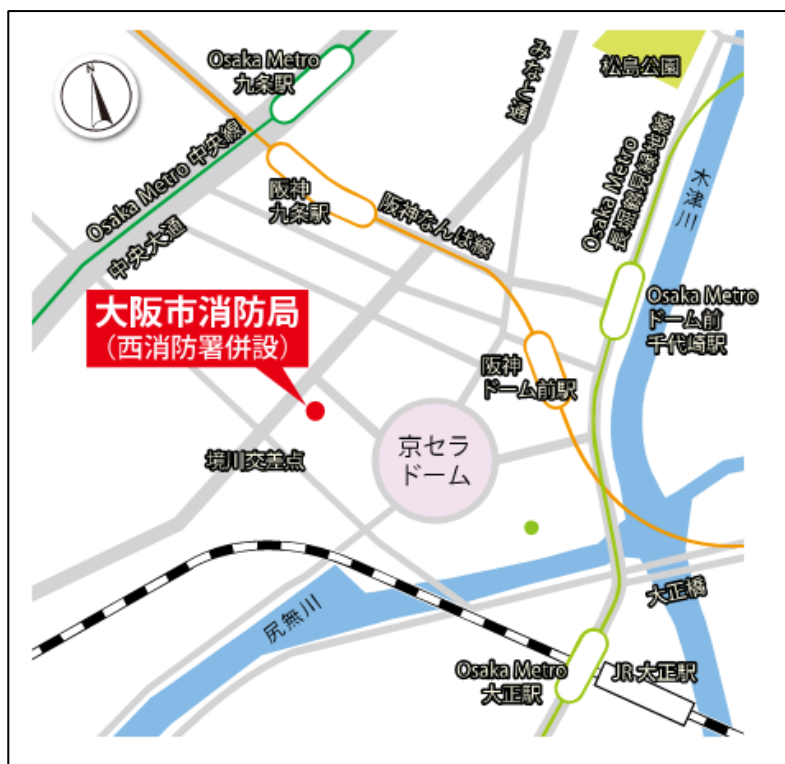 N
Osaka Metro
九条駅
みなと通
松島公園
Osaka Metro 中央線
中央大通
阪神
九条駅
阪神なんば線
Osaka Metro
長堀鶴見緑地線
木津川
大阪市消防局
（西消防署併設）
Osaka Metro
ドーム前
千代崎駅
阪神
ドーム前駅
京セラ
ドーム
境川交差点
尻無川
大正橋
Osaka Metro
大正駅
JR 大正駅